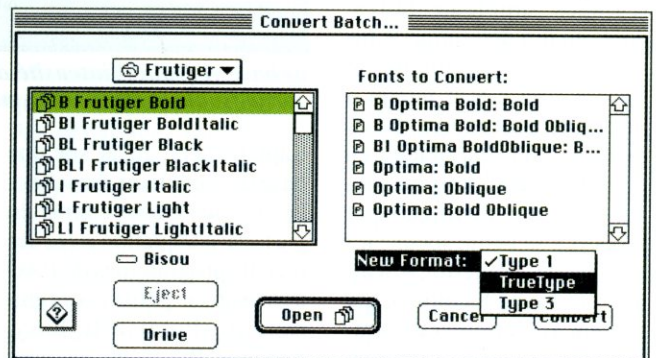 Convert Batch...
Frutiger
Fonts to Convert:
B Frutiger Bold
BI Frutiger BoldItalic
BL Frutiger Black
BLI Frutiger BlackItalic
I Frutiger Italic
L Frutiger Light
LI Frutiger LightItalic
B Optima Bold: Bold
B Optima Bold: Bold Obliq...
BI Optima BoldOblique: B...
Optima: Bold
Optima: Oblique
Optima: Bold Oblique
Bisou
New Format:
✓Type 1
TrueType
Type 3
Eject
Drive
Open
Cancel
Convert